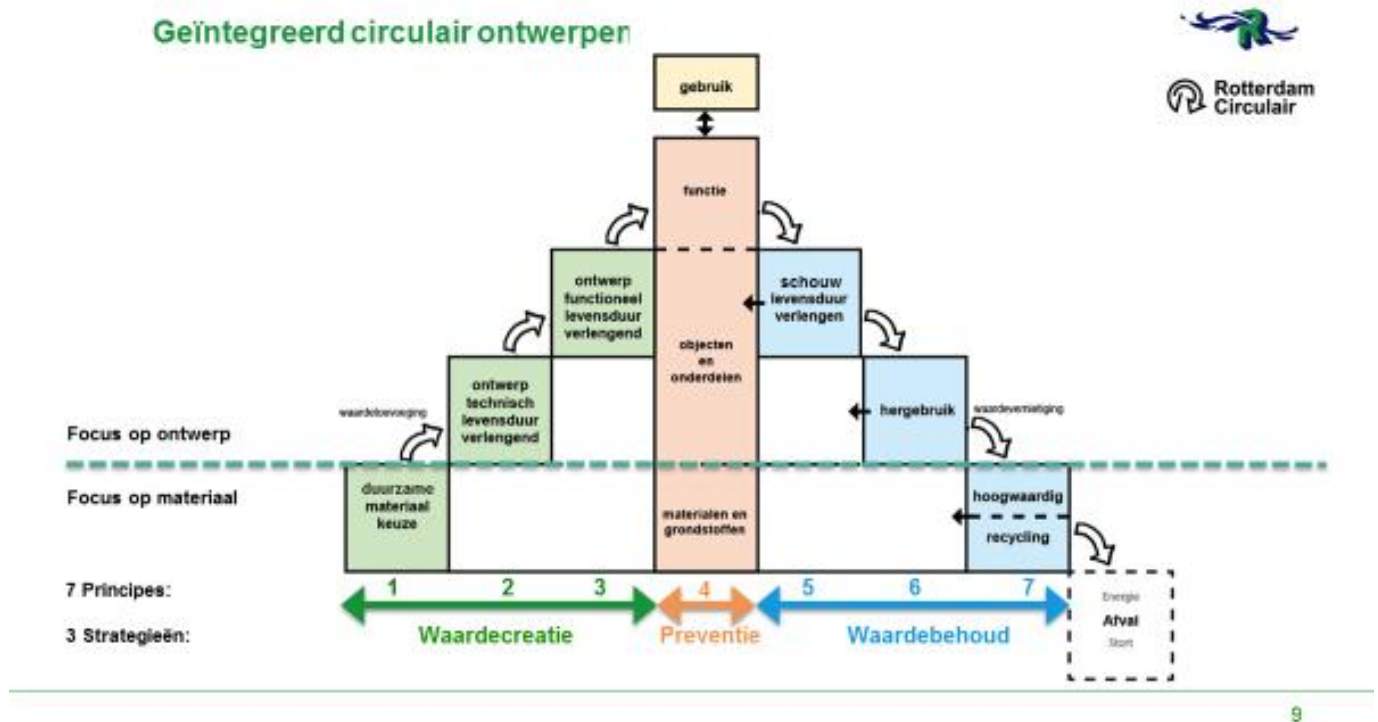 Geïntegreerd circulair ontwerpen
Rotterdam
Circulair
gebruik
functie
ontwerp
functioneel
levensduur
verlengend
schouw
levensduur
verlengen
objecten
en
onderdelen
ontwerp
technisch
levensduur
verlengend
hergebruik
waardetoevoeging
waardevernietiging
Focus op ontwerp
Focus op materiaal
duurzame
materiaal
keuze
materialen en
grondstoffen
hoogwaardig
recycling
7 Principes:
1 2 3 4 5 6 7
3 Strategieën:
Waardecreatie Preventie Waardebehoud
Energie
Afval
Stort
9